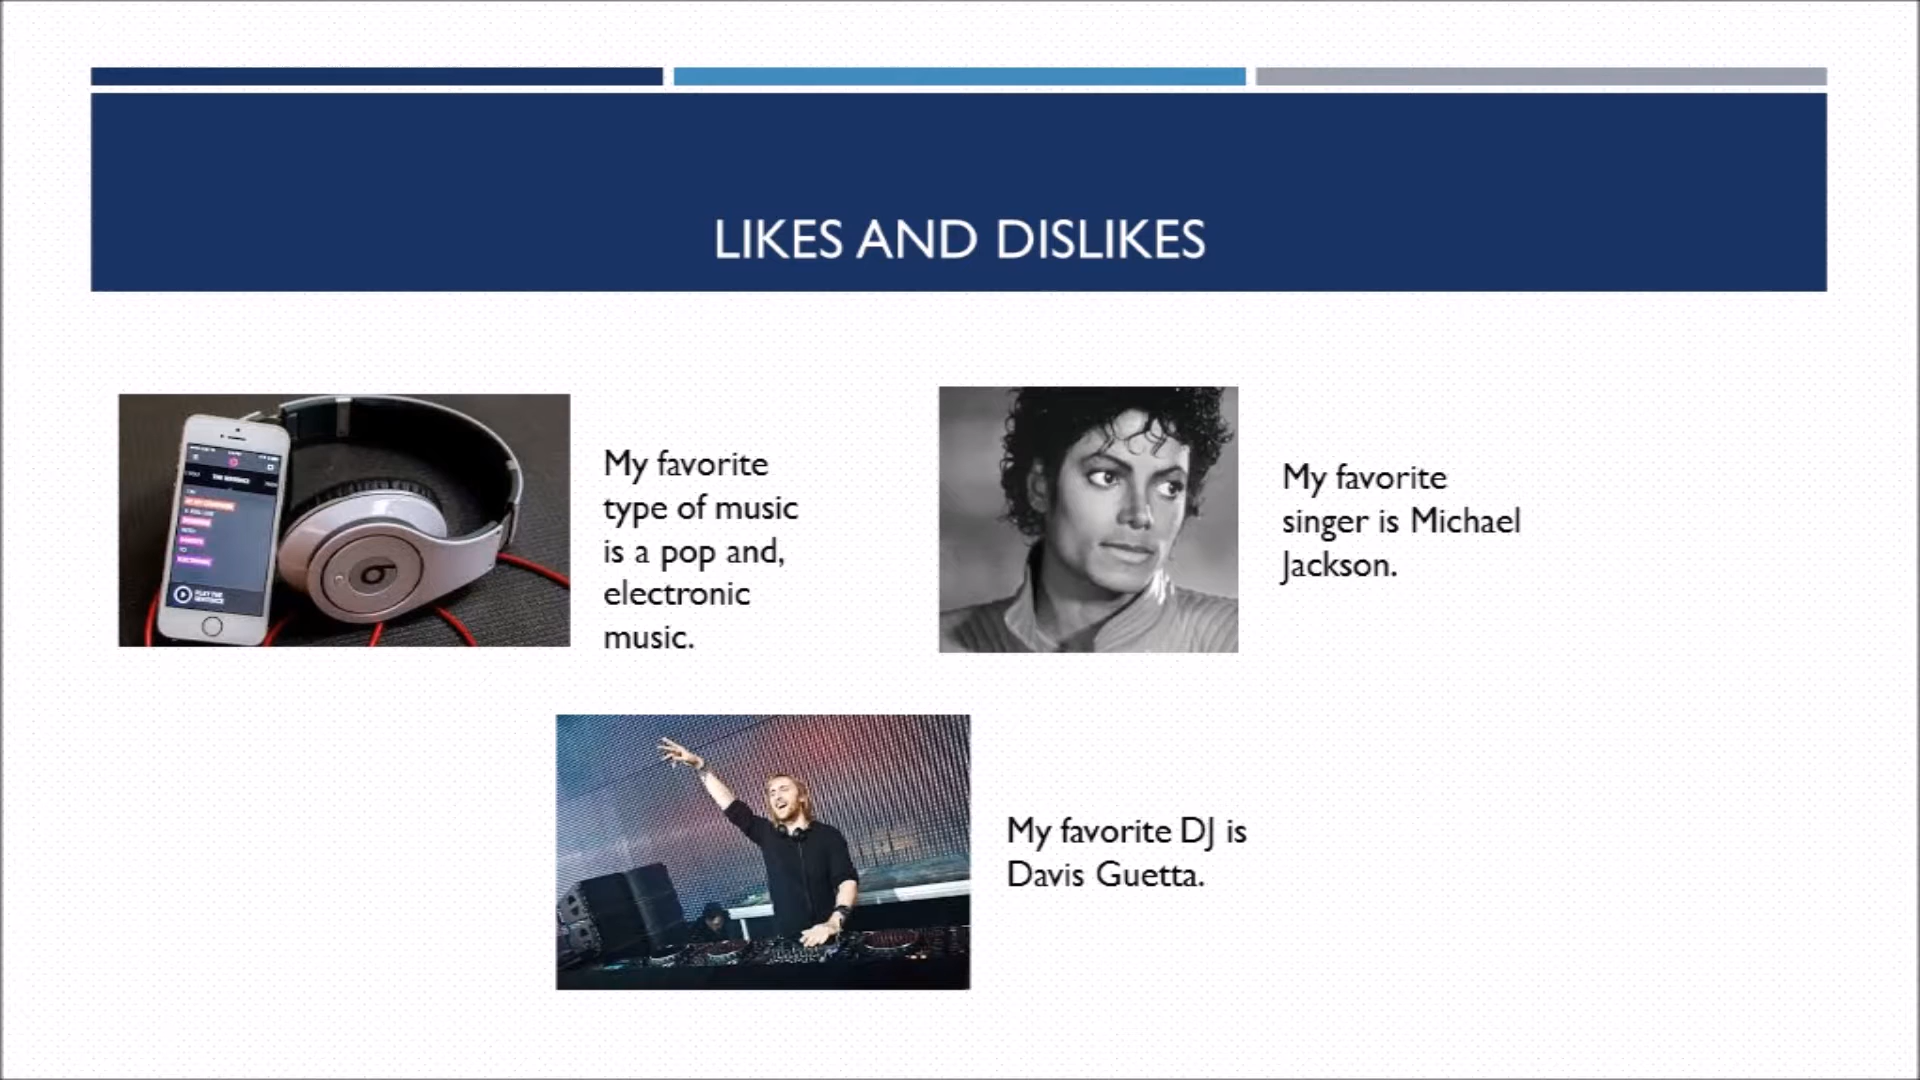 LIKES AND DISLIKES
My favorite
type of music
is a pop and,
electronic
music.
My favorite
singer is Michael
Jackson.
My favorite DJ is
Davis Guetta.